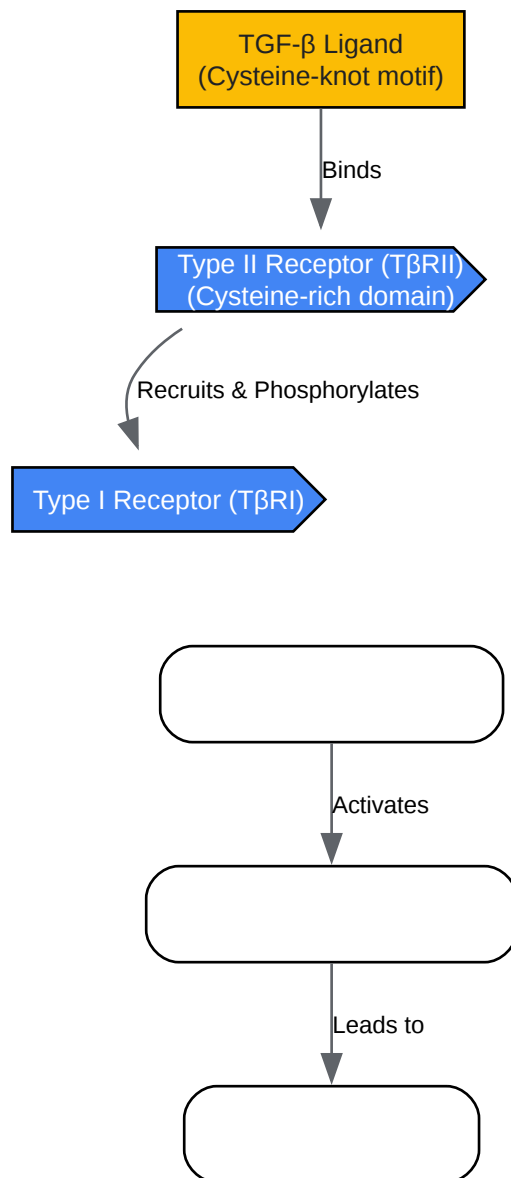 TGF-β Ligand
(Cysteine-knot motif)
Binds
Type II Receptor (TβRII)
(Cysteine-rich domain)
Recruits & Phosphorylates
Type I Receptor (TβRI)
Activates
Leads to